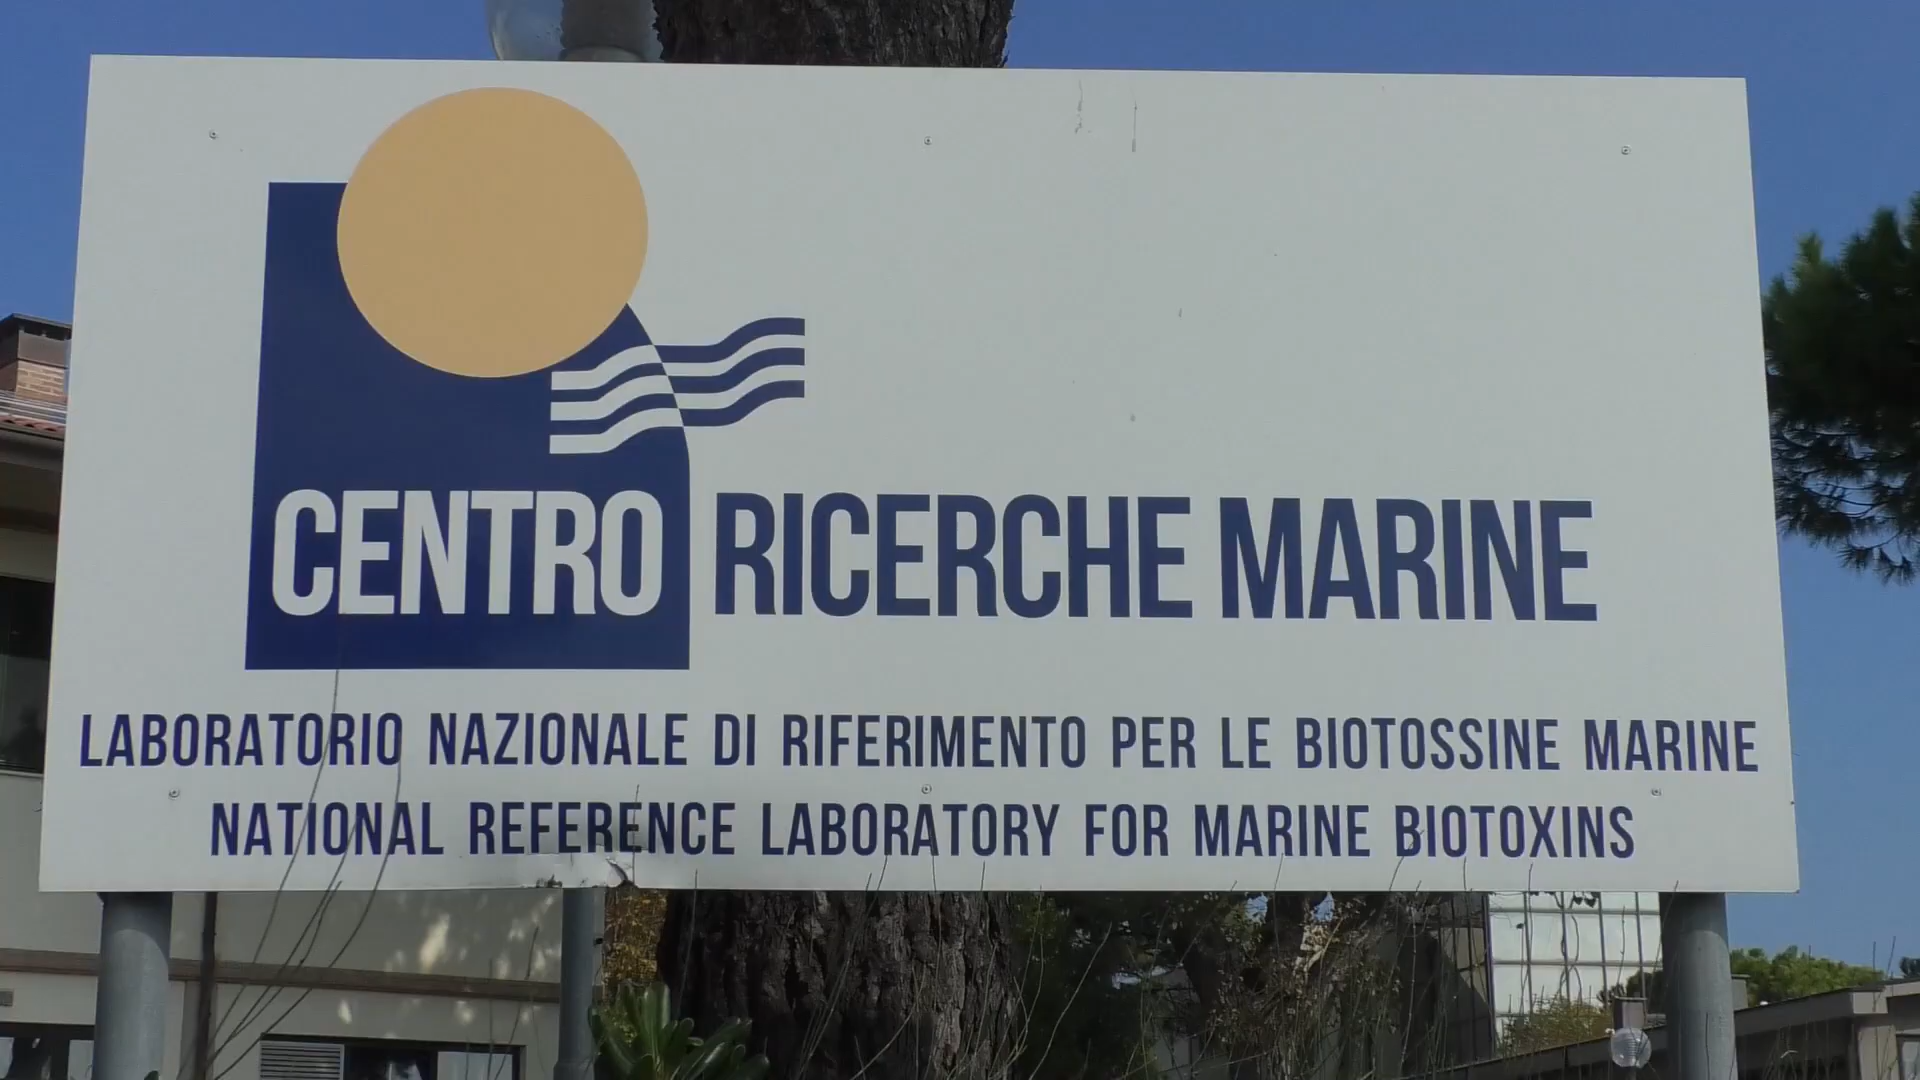 CENTRO RICERCHE MARINE
LABORATORIO NAZIONALE DI RIFERIMENTO PER LE BIOTOSSINE MARINE
NATIONAL REFERENCE LABORATORY FOR MARINE BIOTOXINS